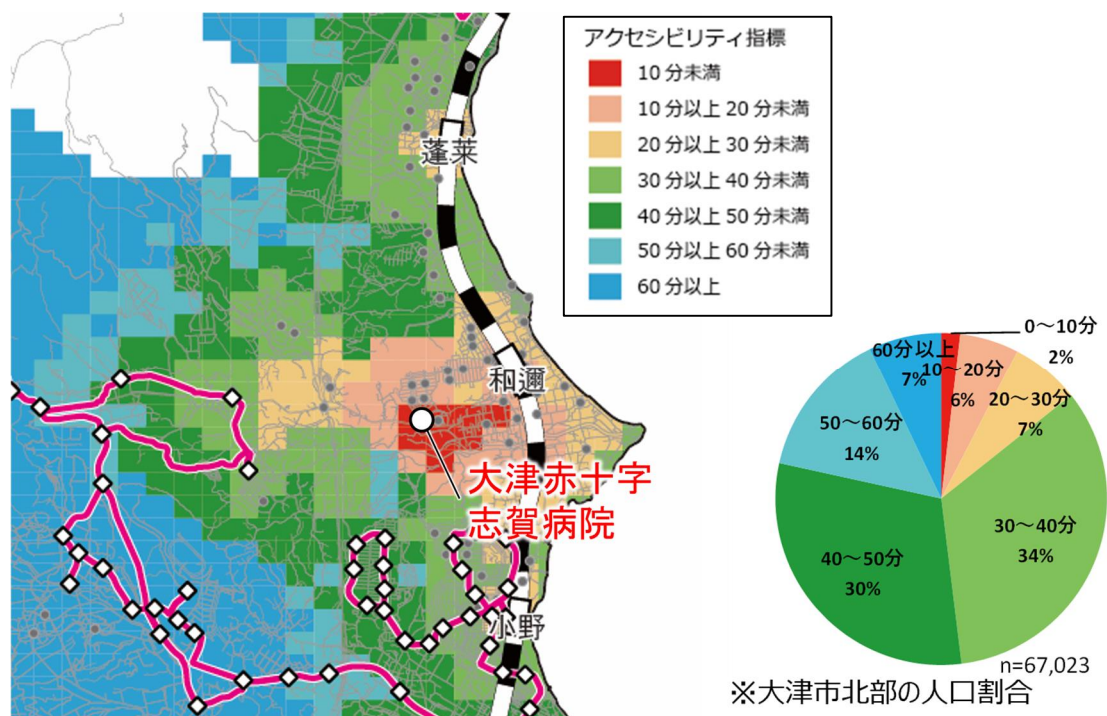 アクセシビリティ指標
10分未満
10分以上20分未満
20分以上30分未満
30分以上40分未満
40分以上50分未満
50分以上60分未満
60分以上
蓬莱
和邇
大津赤十字
志賀病院
小野
0～10分
2%
10～20分
6%
20～30分
7%
30～40分
34%
40～50分
30%
50～60分
14%
60分以上
7%
n=67,023
※大津市北部の人口割合